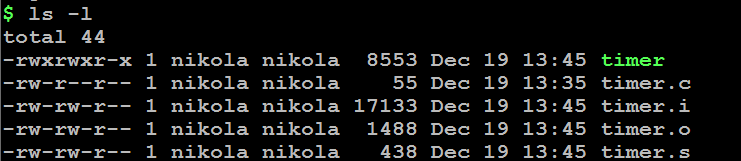 $ ls -l
total 44
-rwxrwxr-x 1 nikola nikola  8553 Dec 19 13:45 timer
-rw-r--r-- 1 nikola nikola    55 Dec 19 13:35 timer.c
-rw-rw-r-- 1 nikola nikola 17133 Dec 19 13:45 timer.i
-rw-rw-r-- 1 nikola nikola  1488 Dec 19 13:45 timer.o
-rw-rw-r-- 1 nikola nikola   438 Dec 19 13:45 timer.s